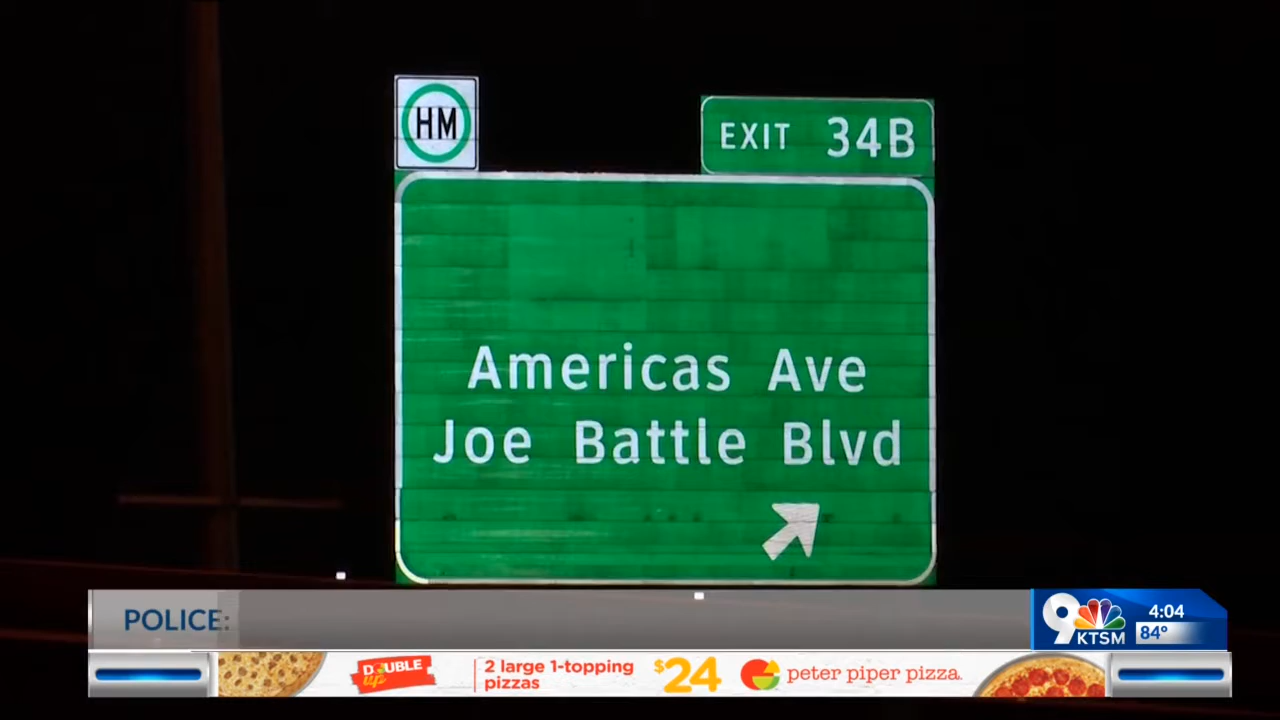 HM
EXIT 34B
Americas Ave
Joe Battle Blvd
POLICE:
9
KTSM
4:04
84°
DOUBLE
up
2 large 1-topping
pizzas
$24
peter piper pizza.